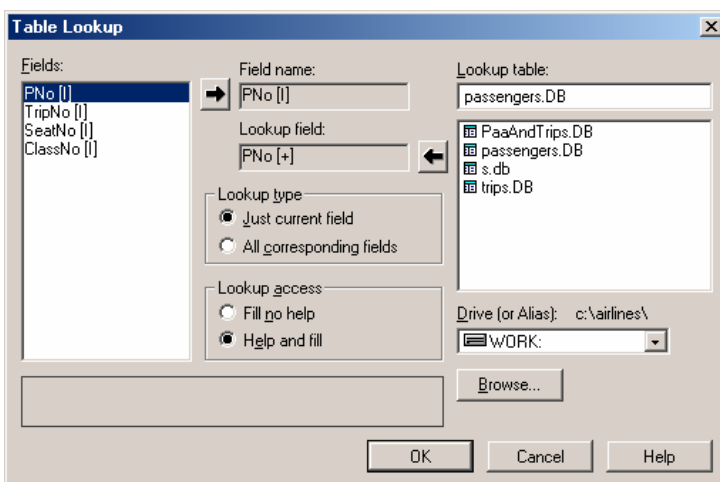 Table Lookup
Fields:
PNo [I]
TripNo [I]
SeatNo [I]
ClassNo [I]
Field name:
PNo [I]
Lookup field:
PNo [+]
Lookup type
Just current field
All corresponding fields
Lookup access
Fill no help
Help and fill
Lookup table:
passengers.DB
PaaAndTrips.DB
passengers.DB
s.db
trips.DB
Drive (or Alias): c:\airlines\
WORK:
Browse...
OK Cancel Help